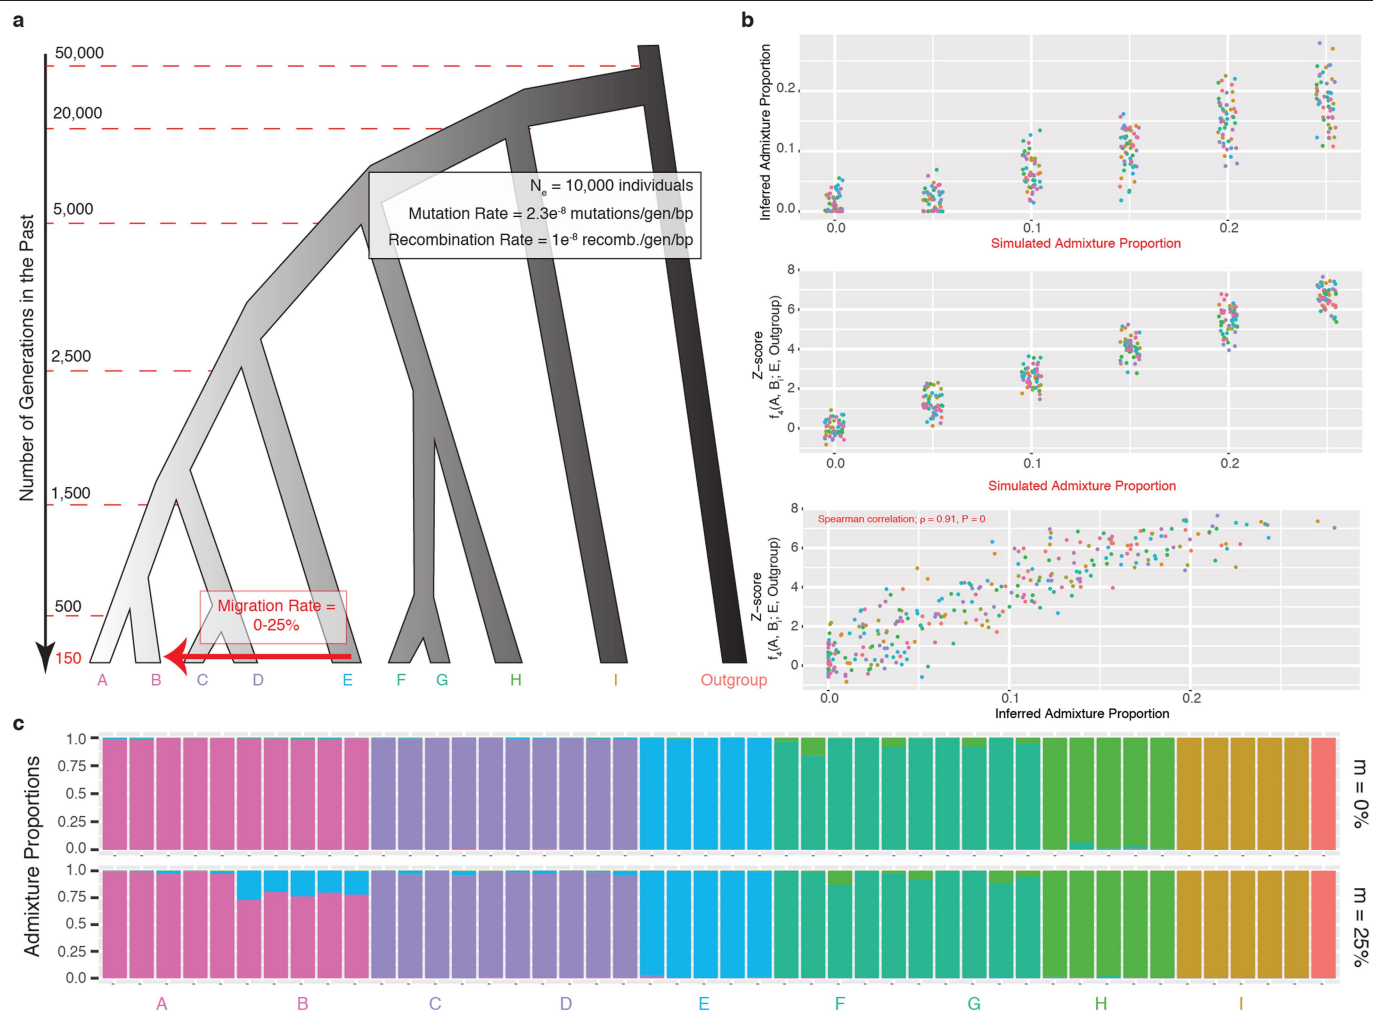 a
50,000
20,000
5,000
2,500
1,500
500
150
Number of Generations in the Past
Ne = 10,000 individuals
Mutation Rate = 2.3e-8 mutations/gen/bp
Recombination Rate = 1e-8 recomb./gen/bp
Migration Rate =
0-25%
A B C D E F G H I Outgroup
b
Inferred Admixture Proportion
0.2
0.1
0.0
0.0 0.1 0.2
Simulated Admixture Proportion
Z–score
f4(A, Bi; E, Outgroup)
8
6
4
2
0
0.0 0.1 0.2
Simulated Admixture Proportion
Z–score
f4(A, Bi; E, Outgroup)
8
6
4
2
0
Spearman correlation; ρ = 0.91, P = 0
0.0 0.1 0.2
Inferred Admixture Proportion
c
Admixture Proportions
1.0
0.75
0.5
0.25
0.0
m = 0%
1.0
0.75
0.5
0.25
0.0
m = 25%
A B C D E F G H I